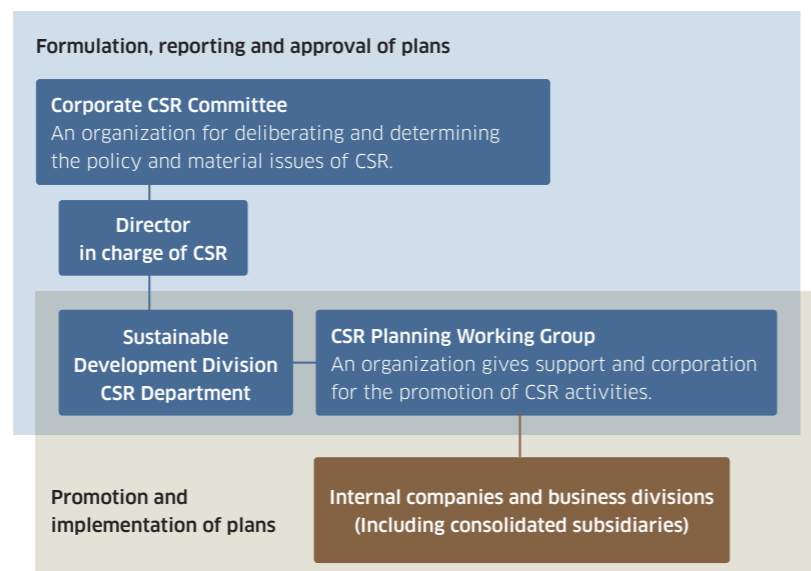 Formulation, reporting and approval of plans
Corporate CSR Committee
An organization for deliberating and determining
the policy and material issues of CSR.
Director
in charge of CSR
Sustainable
Development Division
CSR Department
CSR Planning Working Group
An organization gives support and corporation
for the promotion of CSR activities.
Promotion and
implementation of plans
Internal companies and business divisions
(Including consolidated subsidiaries)